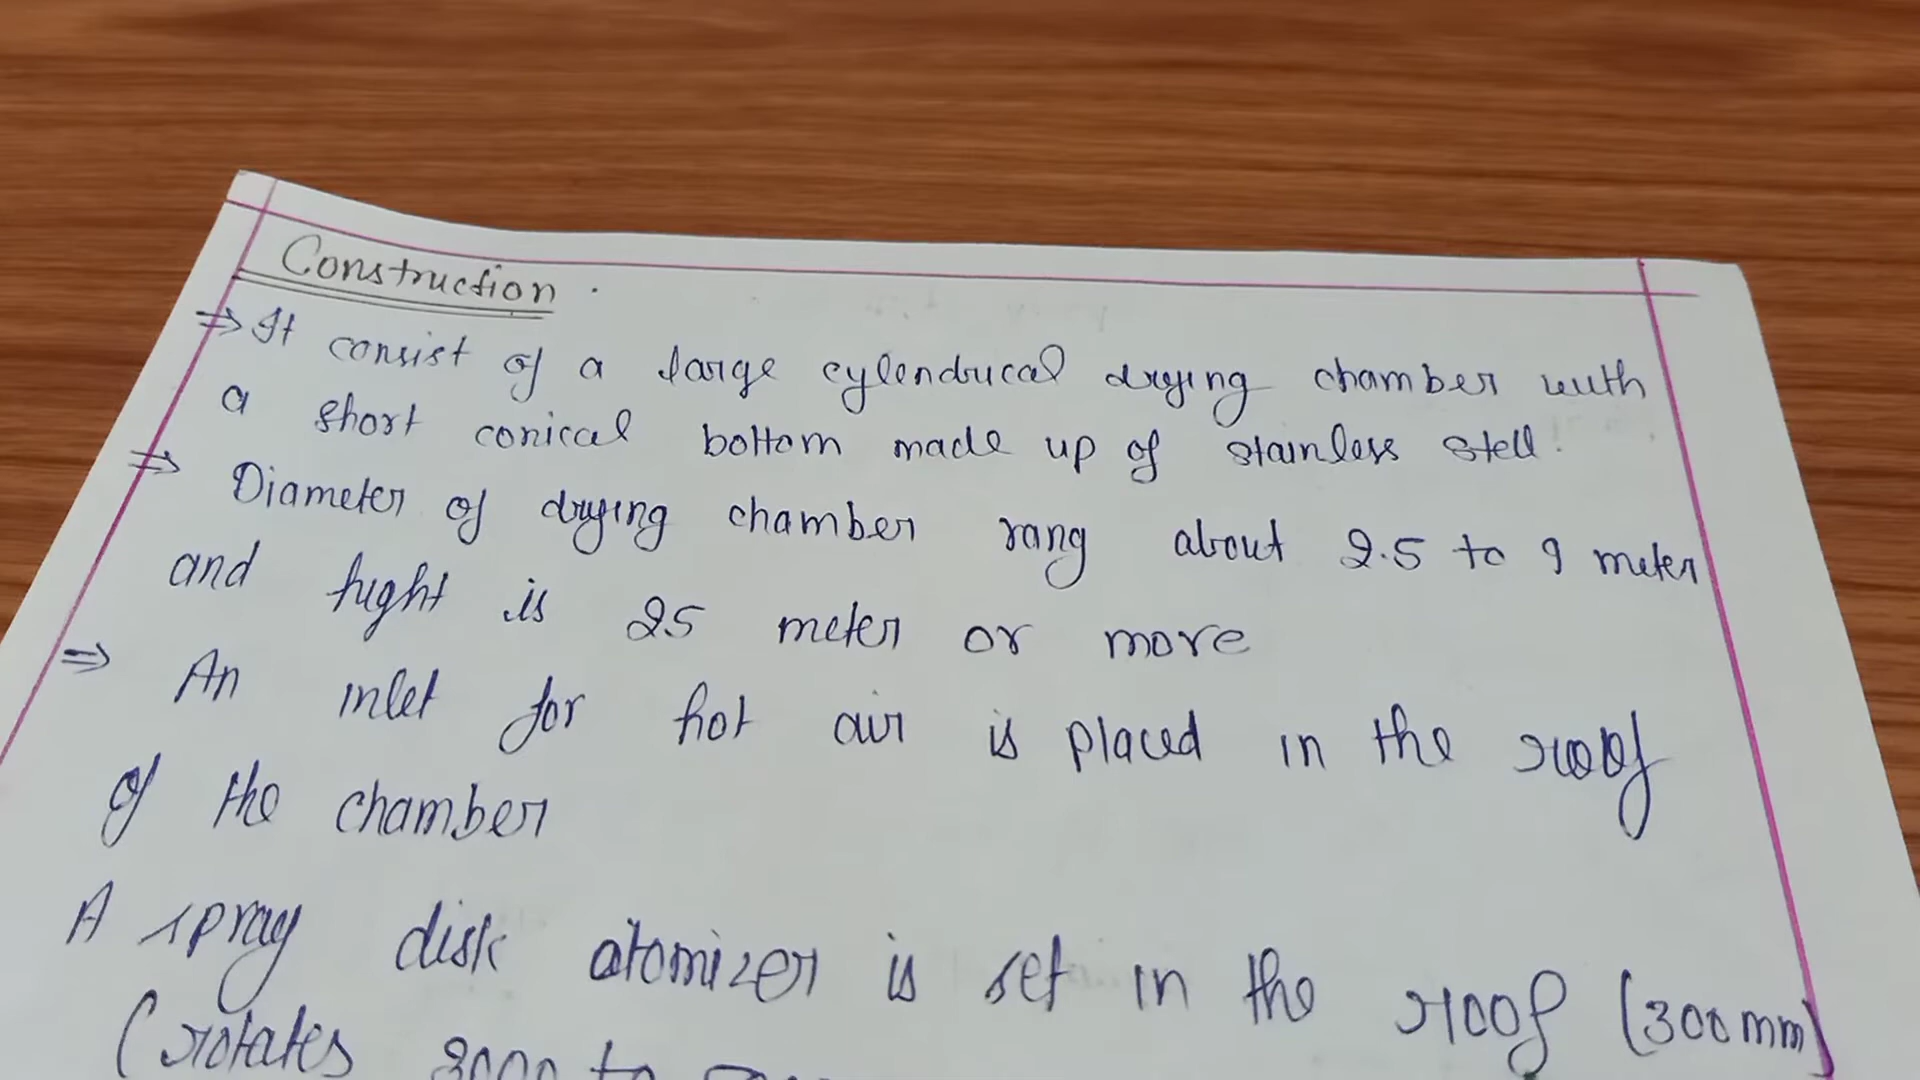 Construction
⇒ It consist of a large cylendrical drying chamber with
a short conical bottom made up of stainless stell.
⇒ Diameter of drying chamber rang about 2.5 to 9 meter
and hight is 25 meter or more
⇒ An inlet for hot air is placed in the roof
of the chamber
A spray disk atomizer is set in the roof (300mm)
(rotates 3000 to